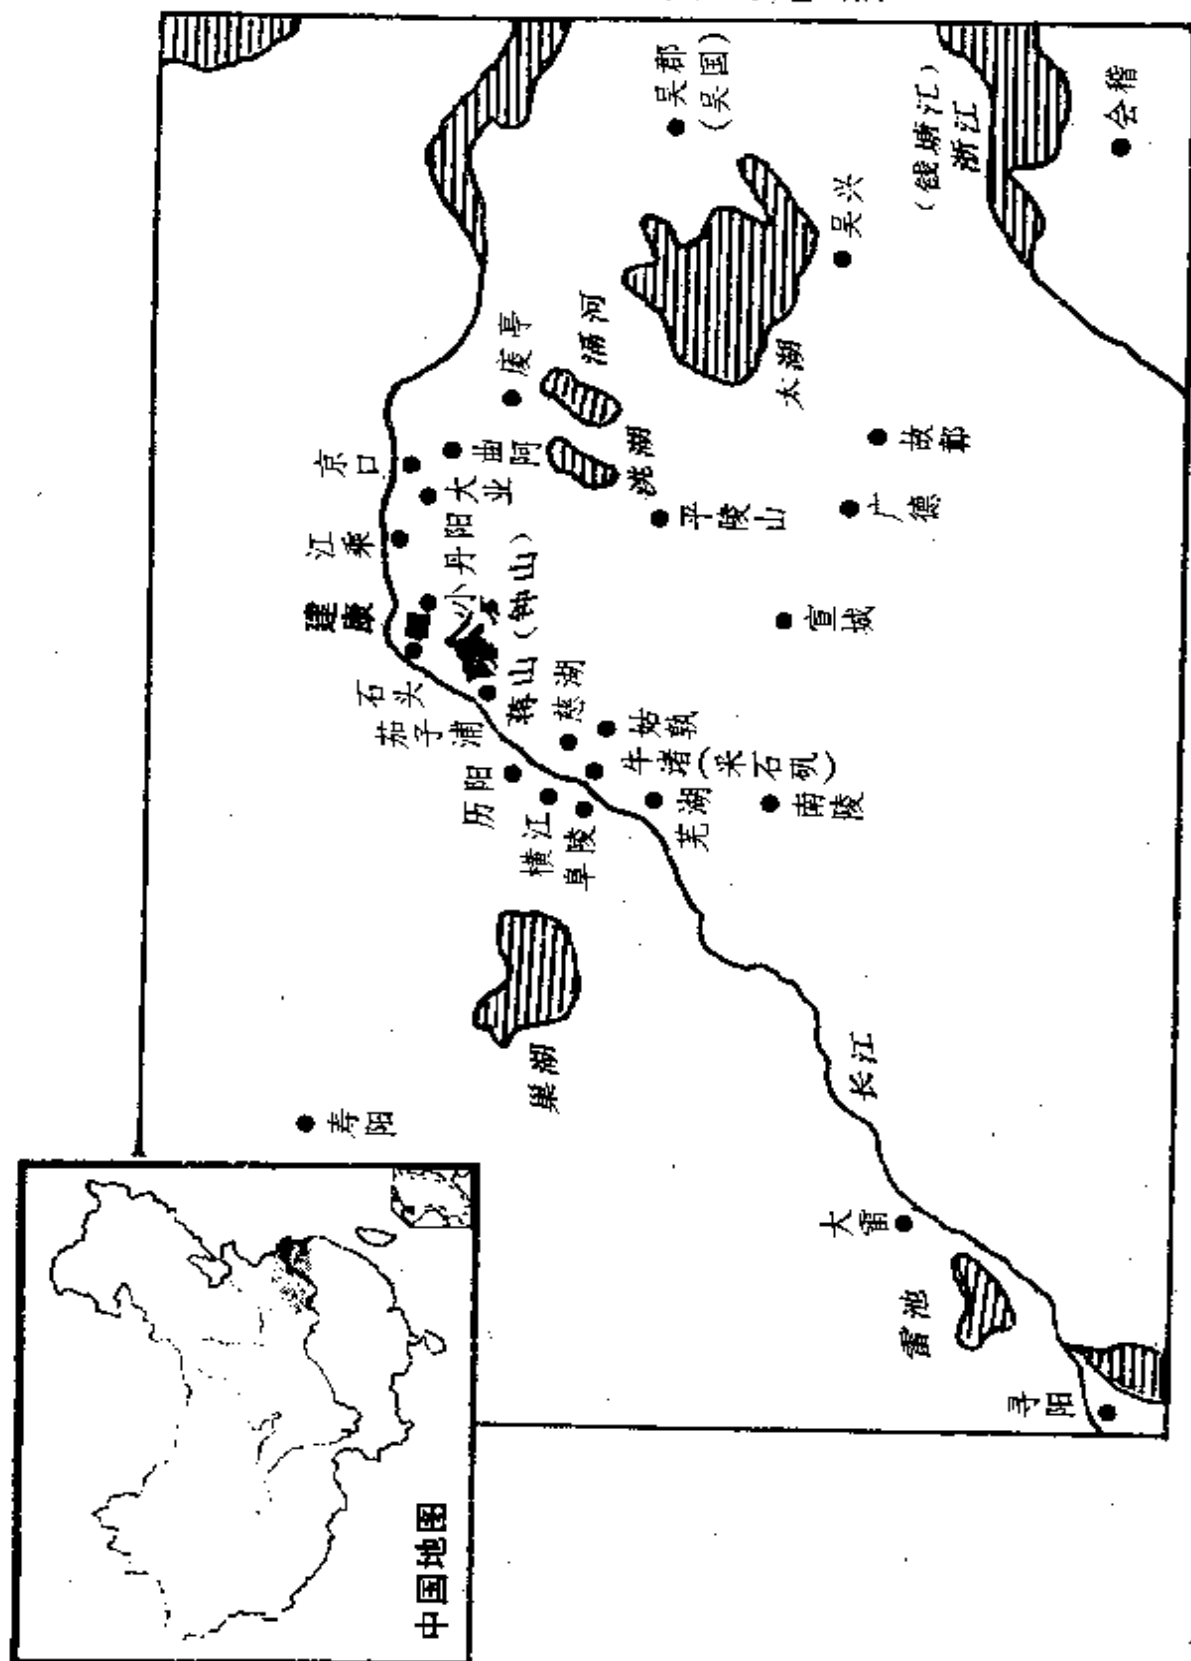 吴郡
(吴国)
(钱塘江)
浙江
会稽
吴兴
太湖
滆河
庱亭
洮湖
曲阿
京口
大业
江乘
小丹阳
建康
蒋山(钟山)
石头
茄子浦
慈湖
姑孰
牛渚(采石矶)
历阳
横江
阜陵
芜湖
南陵
平陵山
故鄣
广德
宣城
巢湖
寿阳
长江
大雷
雷池
寻阳
中国地图